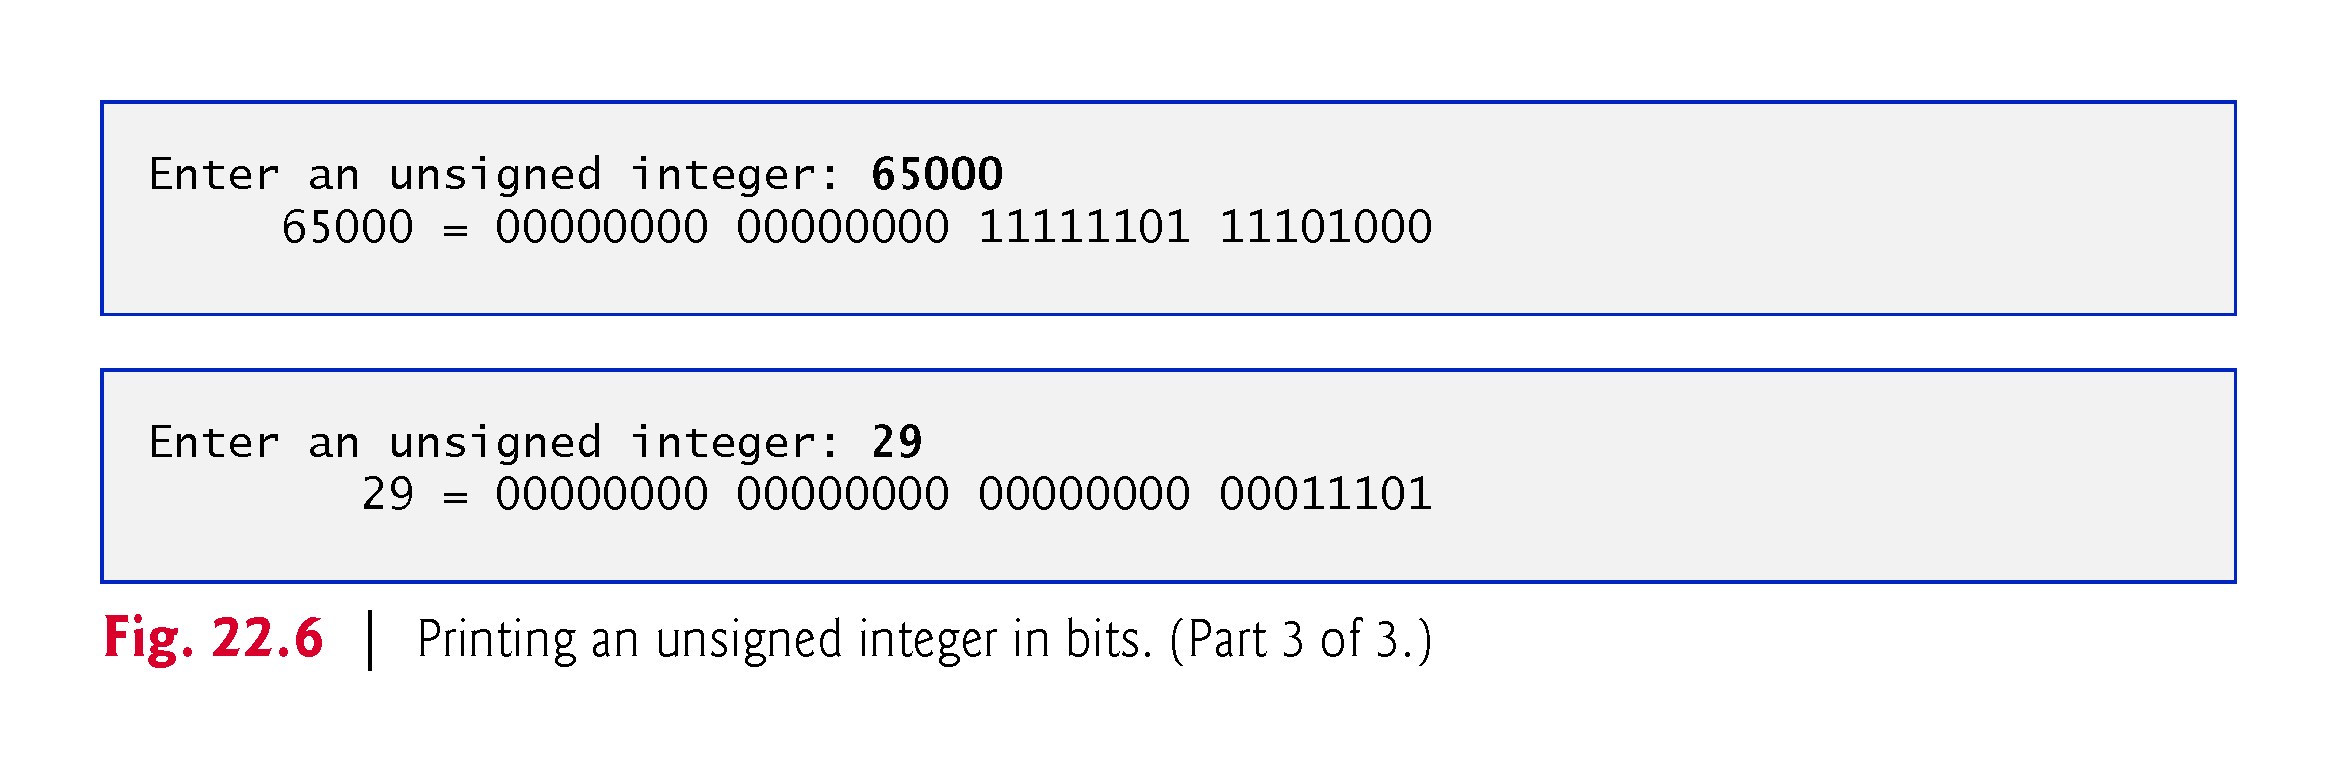 Enter an unsigned integer: 65000
65000 = 00000000 00000000 11111101 11101000
Enter an unsigned integer: 29
29 = 00000000 00000000 00000000 00011101
Fig. 22.6 | Printing an unsigned integer in bits. (Part 3 of 3.)